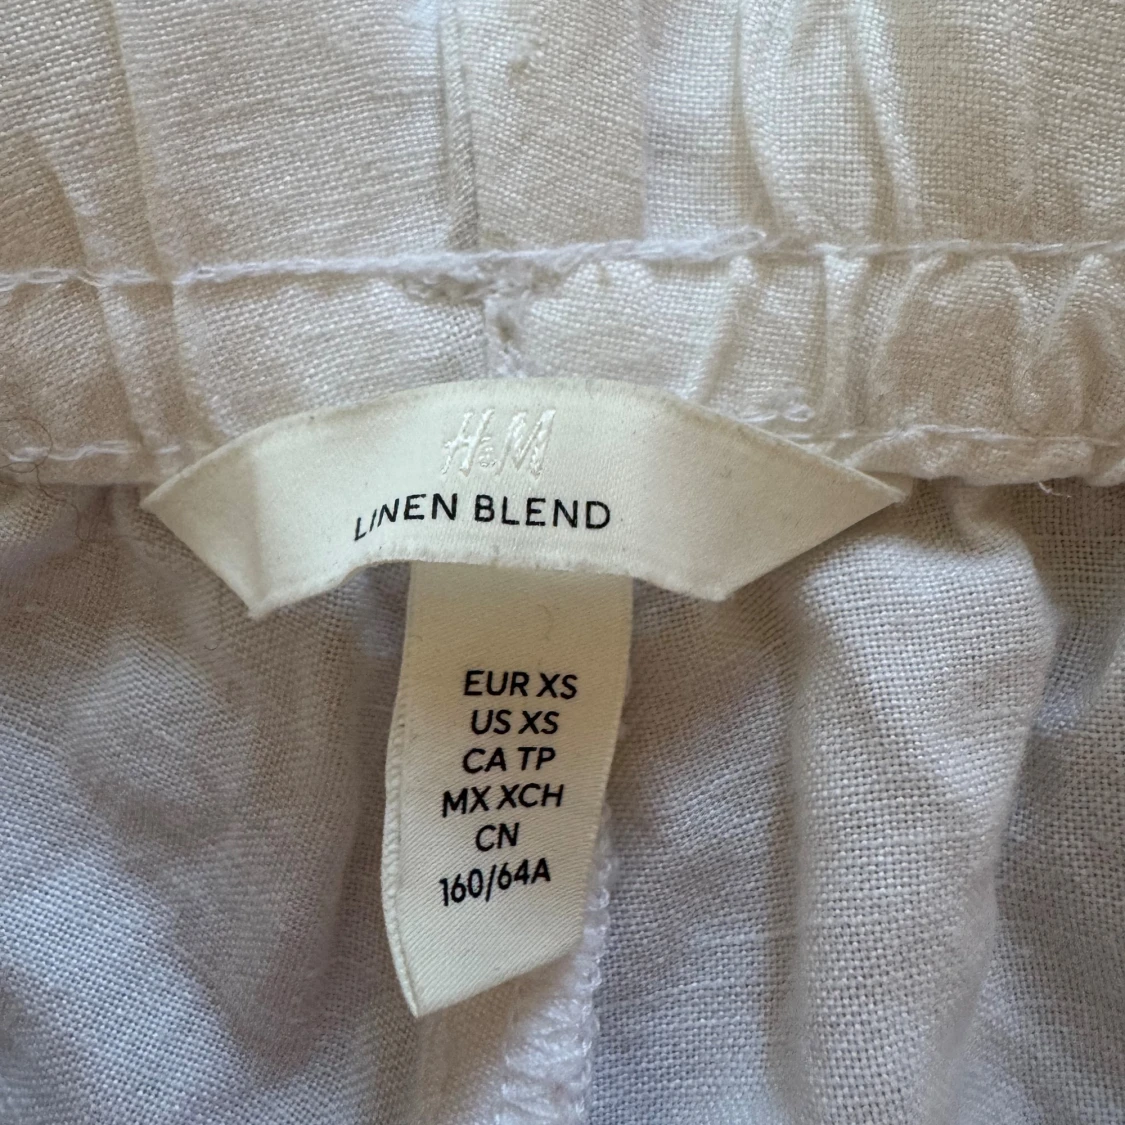 H&M
LINEN BLEND
EUR XS
US XS
CA TP
MX XCH
CN
160/64A